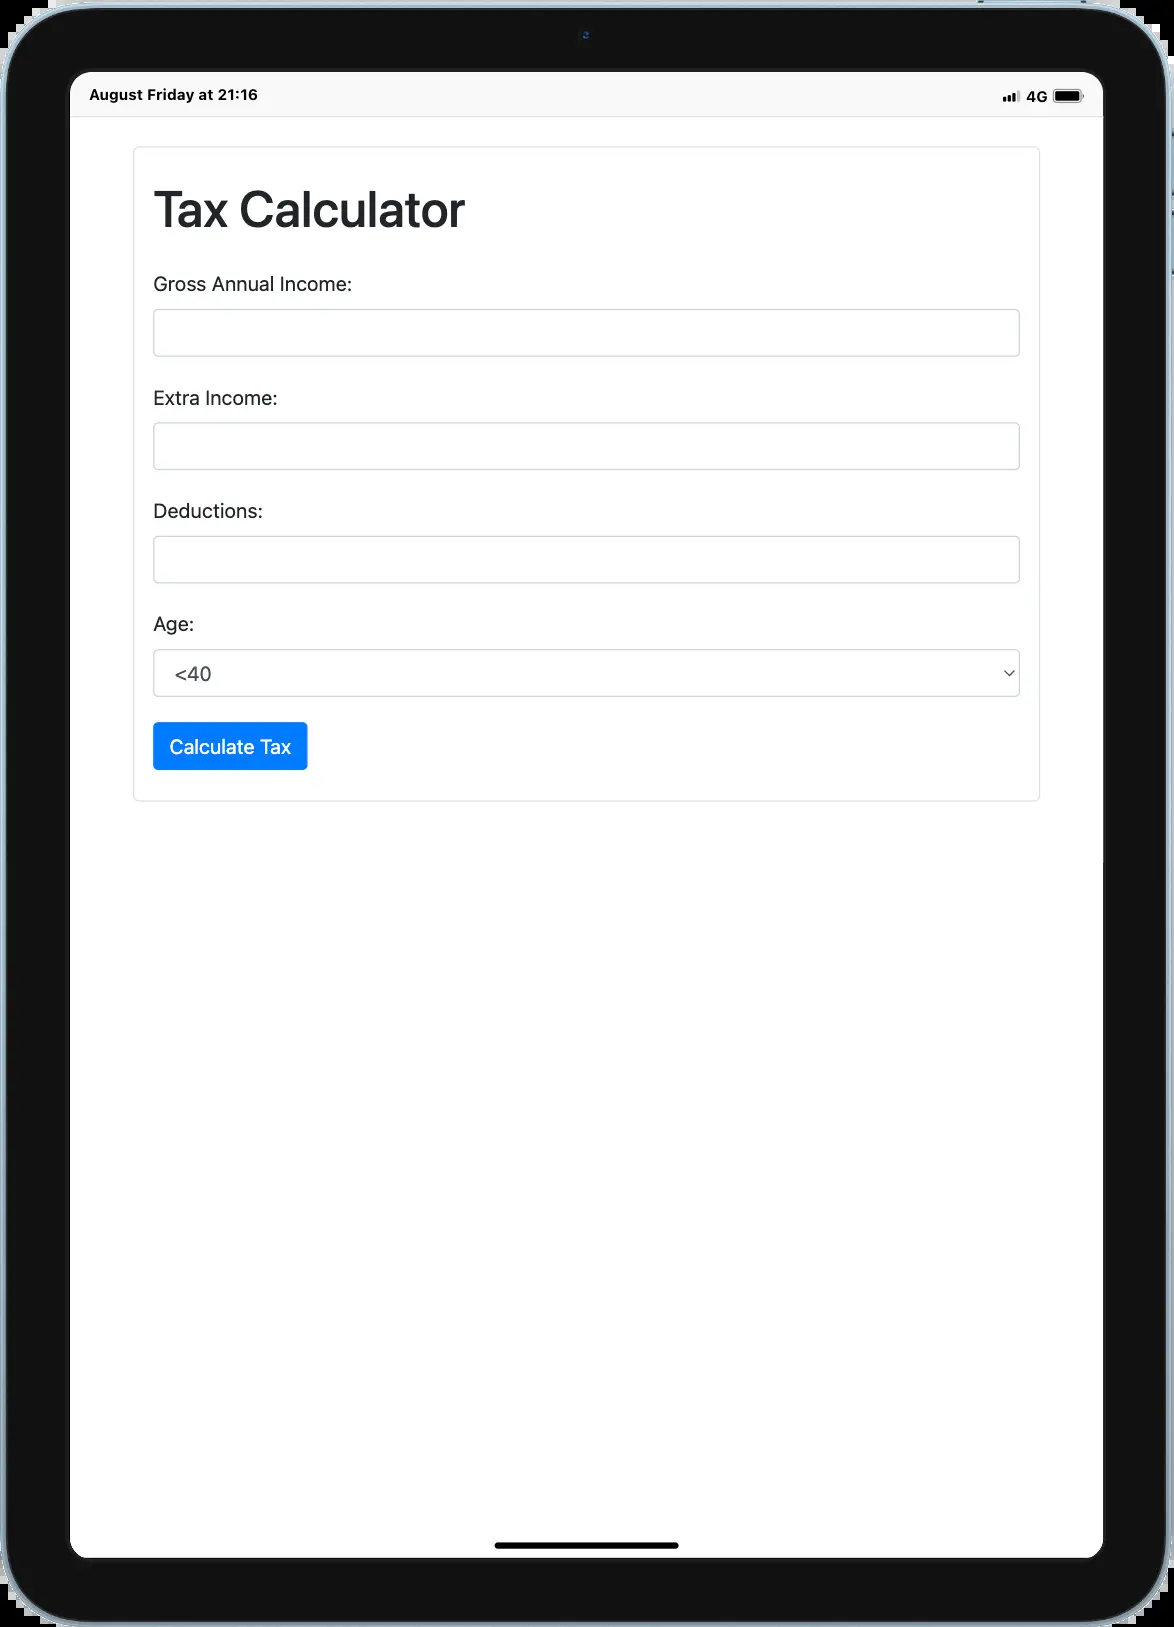 August Friday at 21:16
4G
Tax Calculator
Gross Annual Income:
Extra Income:
Deductions:
Age:
<40
Calculate Tax